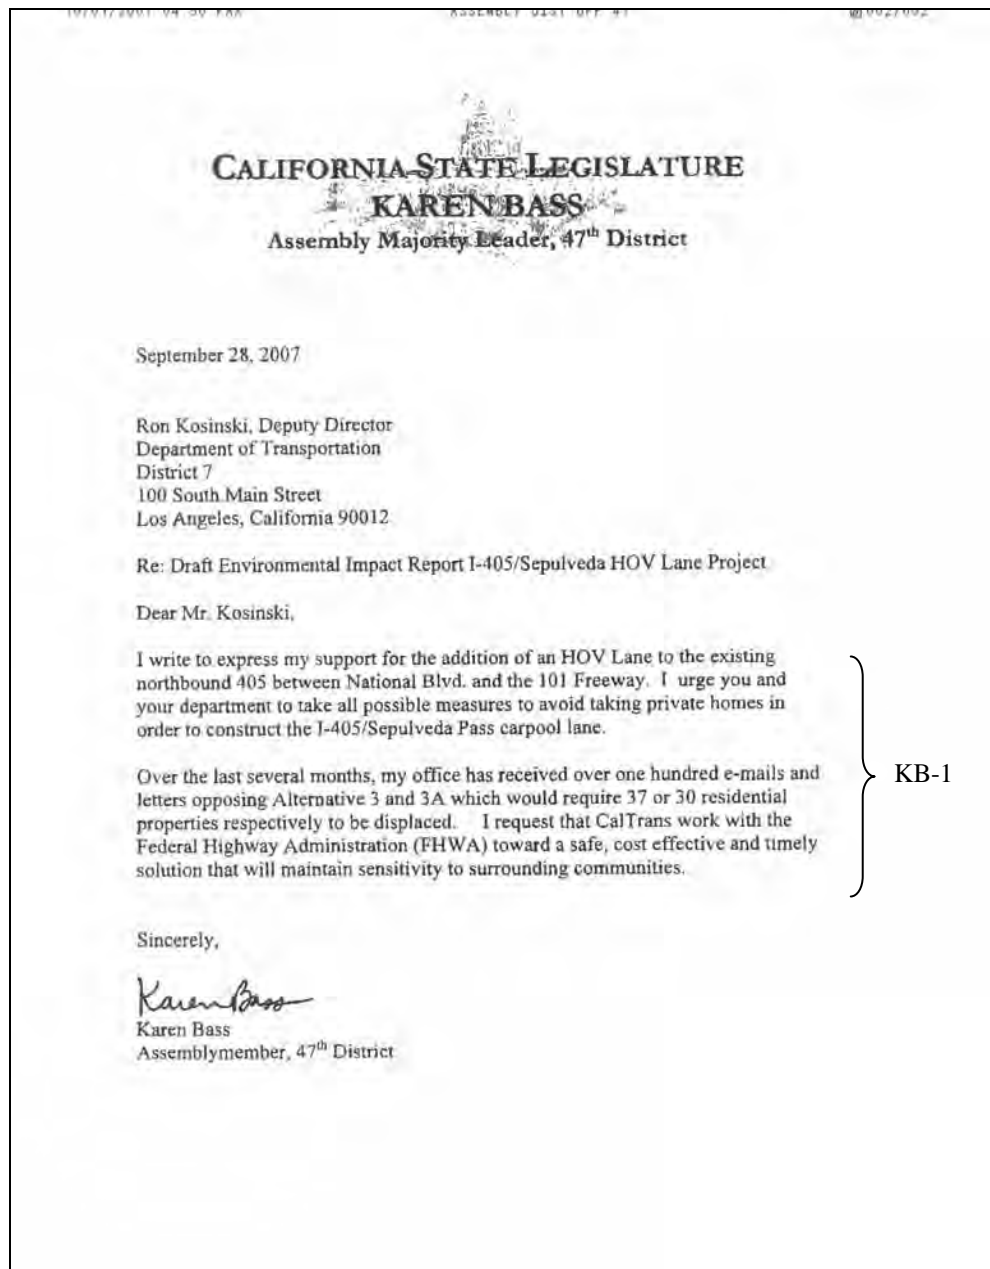 CALIFORNIA STATE LEGISLATURE
KAREN BASS
Assembly Majority Leader, 47th District
September 28, 2007
Ron Kosinski, Deputy Director
Department of Transportation
District 7
100 South Main Street
Los Angeles, California 90012
Re: Draft Environmental Impact Report I-405/Sepulveda HOV Lane Project
Dear Mr. Kosinski,
I write to express my support for the addition of an HOV Lane to the existing
northbound 405 between National Blvd. and the 101 Freeway. I urge you and
your department to take all possible measures to avoid taking private homes in
order to construct the I-405/Sepulveda Pass carpool lane.
Over the last several months, my office has received over one hundred e-mails and
letters opposing Alternative 3 and 3A which would require 37 or 30 residential
properties respectively to be displaced. I request that CalTrans work with the
Federal Highway Administration (FHWA) toward a safe, cost effective and timely
solution that will maintain sensitivity to surrounding communities.
KB-1
Sincerely,
Karen Bass
Karen Bass
Assemblymember, 47th District